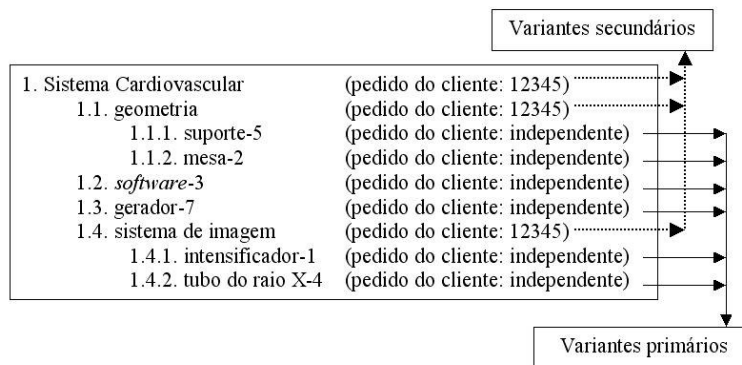 Variantes secundários
1. Sistema Cardiovascular (pedido do cliente: 12345)
1.1. geometria (pedido do cliente: 12345)
1.1.1. suporte-5 (pedido do cliente: independente)
1.1.2. mesa-2 (pedido do cliente: independente)
1.2. software-3 (pedido do cliente: independente)
1.3. gerador-7 (pedido do cliente: independente)
1.4. sistema de imagem (pedido do cliente: 12345)
1.4.1. intensificador-1 (pedido do cliente: independente)
1.4.2. tubo do raio X-4 (pedido do cliente: independente)
Variantes primários